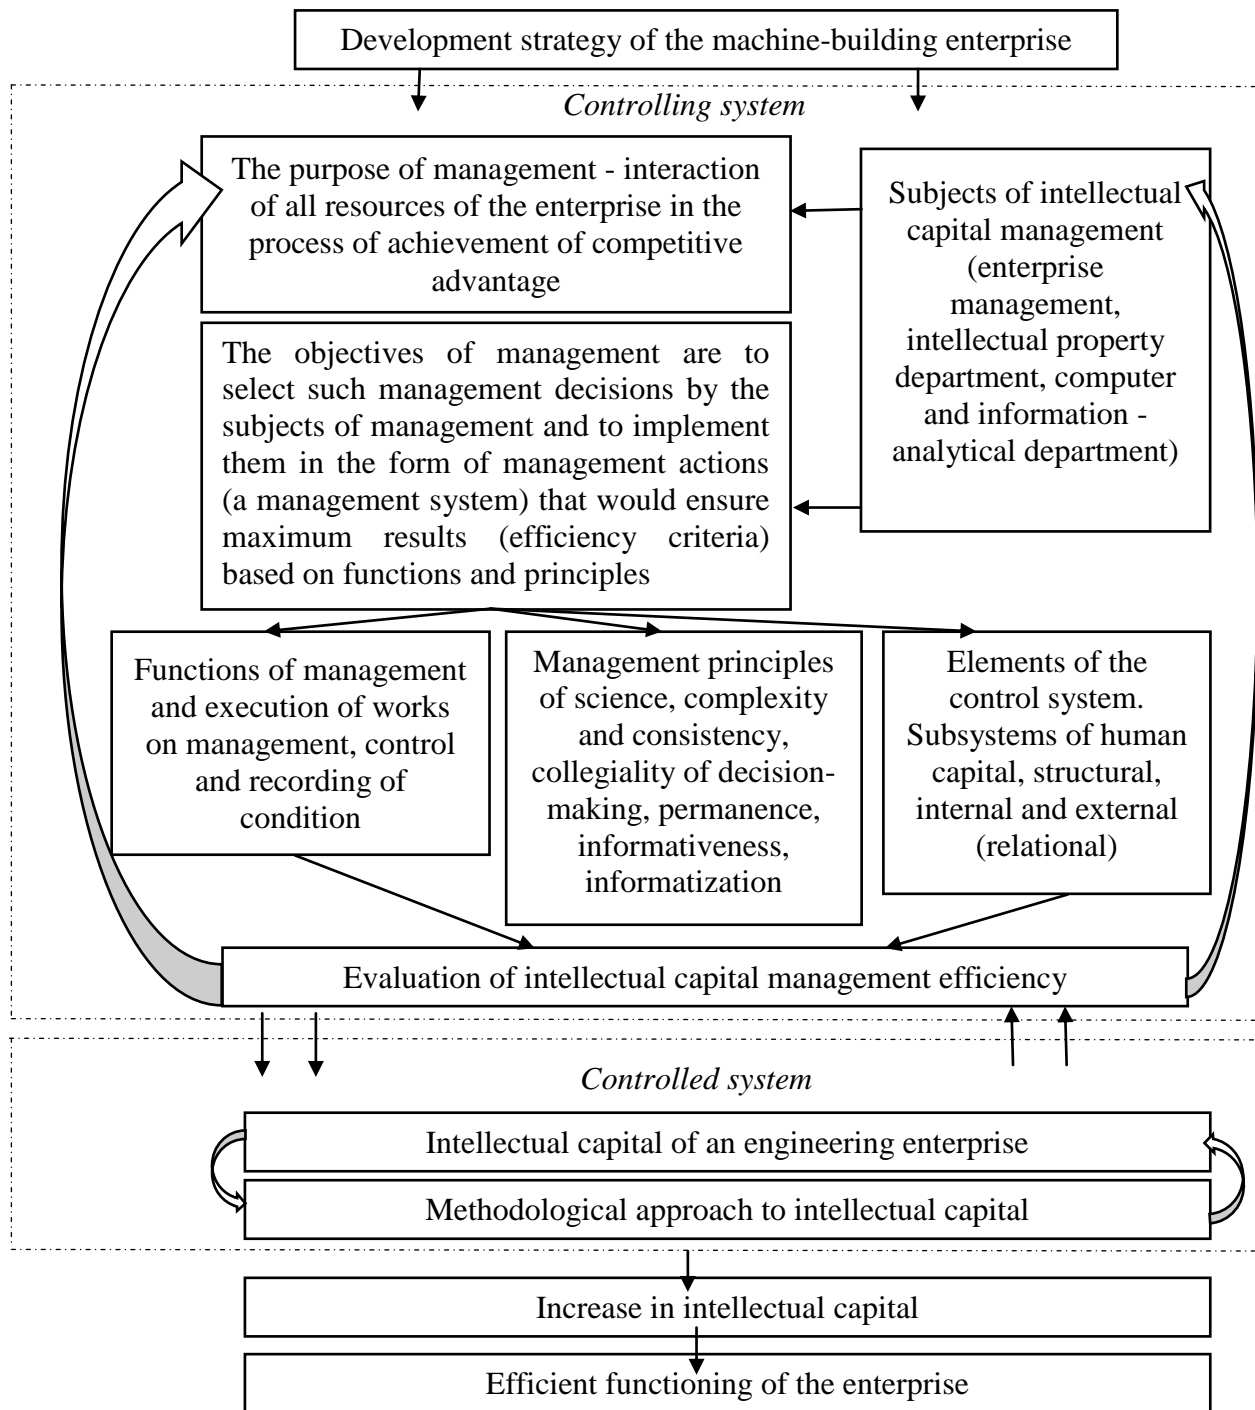 Development strategy of the machine-building enterprise
Controlling system
The purpose of management - interaction
of all resources of the enterprise in the
process of achievement of competitive
advantage
Subjects of intellectual
capital management
(enterprise
management,
intellectual property
department, computer
and information -
analytical department)
The objectives of management are to
select such management decisions by the
subjects of management and to implement
them in the form of management actions
(a management system) that would ensure
maximum results (efficiency criteria)
based on functions and principles
Functions of management
and execution of works
on management, control
and recording of
condition
Management principles
of science, complexity
and consistency,
collegiality of decision-
making, permanence,
informativeness,
informatization
Elements of the
control system.
Subsystems of human
capital, structural,
internal and external
(relational)
Evaluation of intellectual capital management efficiency
Controlled system
Intellectual capital of an engineering enterprise
Methodological approach to intellectual capital
Increase in intellectual capital
Efficient functioning of the enterprise